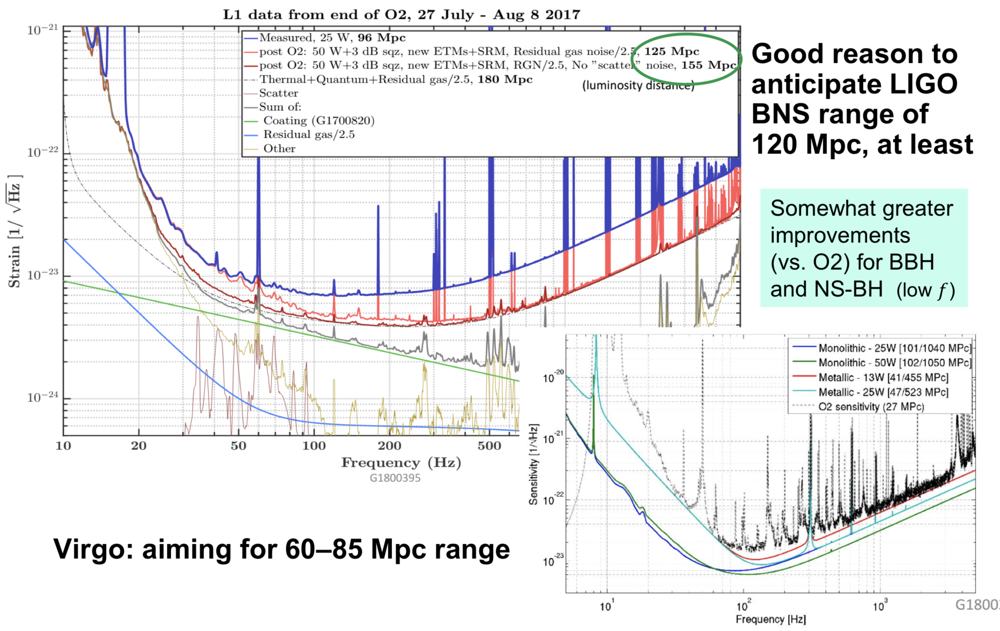 L1 data from end of O2, 27 July - Aug 8 2017
Measured, 25 W, 96 Mpc
post O2: 50 W+3 dB sqz, new ETMs+SRM, Residual gas noise/2.5, 125 Mpc
post O2: 50 W+3 dB sqz, new ETMs+SRM, RGN/2.5, No "scatter" noise, 155 Mpc
Thermal+Quantum+Residual gas/2.5, 180 Mpc
(luminosity distance)
Scatter
Sum of:
Coating (G1700820)
Residual gas/2.5
Other
10⁻²¹
10⁻²²
10⁻²³
10⁻²⁴
Strain [1/ √Hz]
10 20 50 100 200 500
Frequency (Hz)
G1800395
Good reason to
anticipate LIGO
BNS range of
120 Mpc, at least
Somewhat greater
improvements
(vs. O2) for BBH
and NS-BH (low f)
Monolithic - 25W [101/1040 MPc]
Monolithic - 50W [102/1050 MPc]
Metallic - 13W [41/455 MPc]
Metallic - 25W [47/523 MPc]
O2 sensitivity (27 MPc)
10⁻²⁰
10⁻²¹
10⁻²²
10⁻²³
Sensitivity [1/√Hz]
10¹ 10² 10³
Frequency [Hz]
Virgo: aiming for 60–85 Mpc range